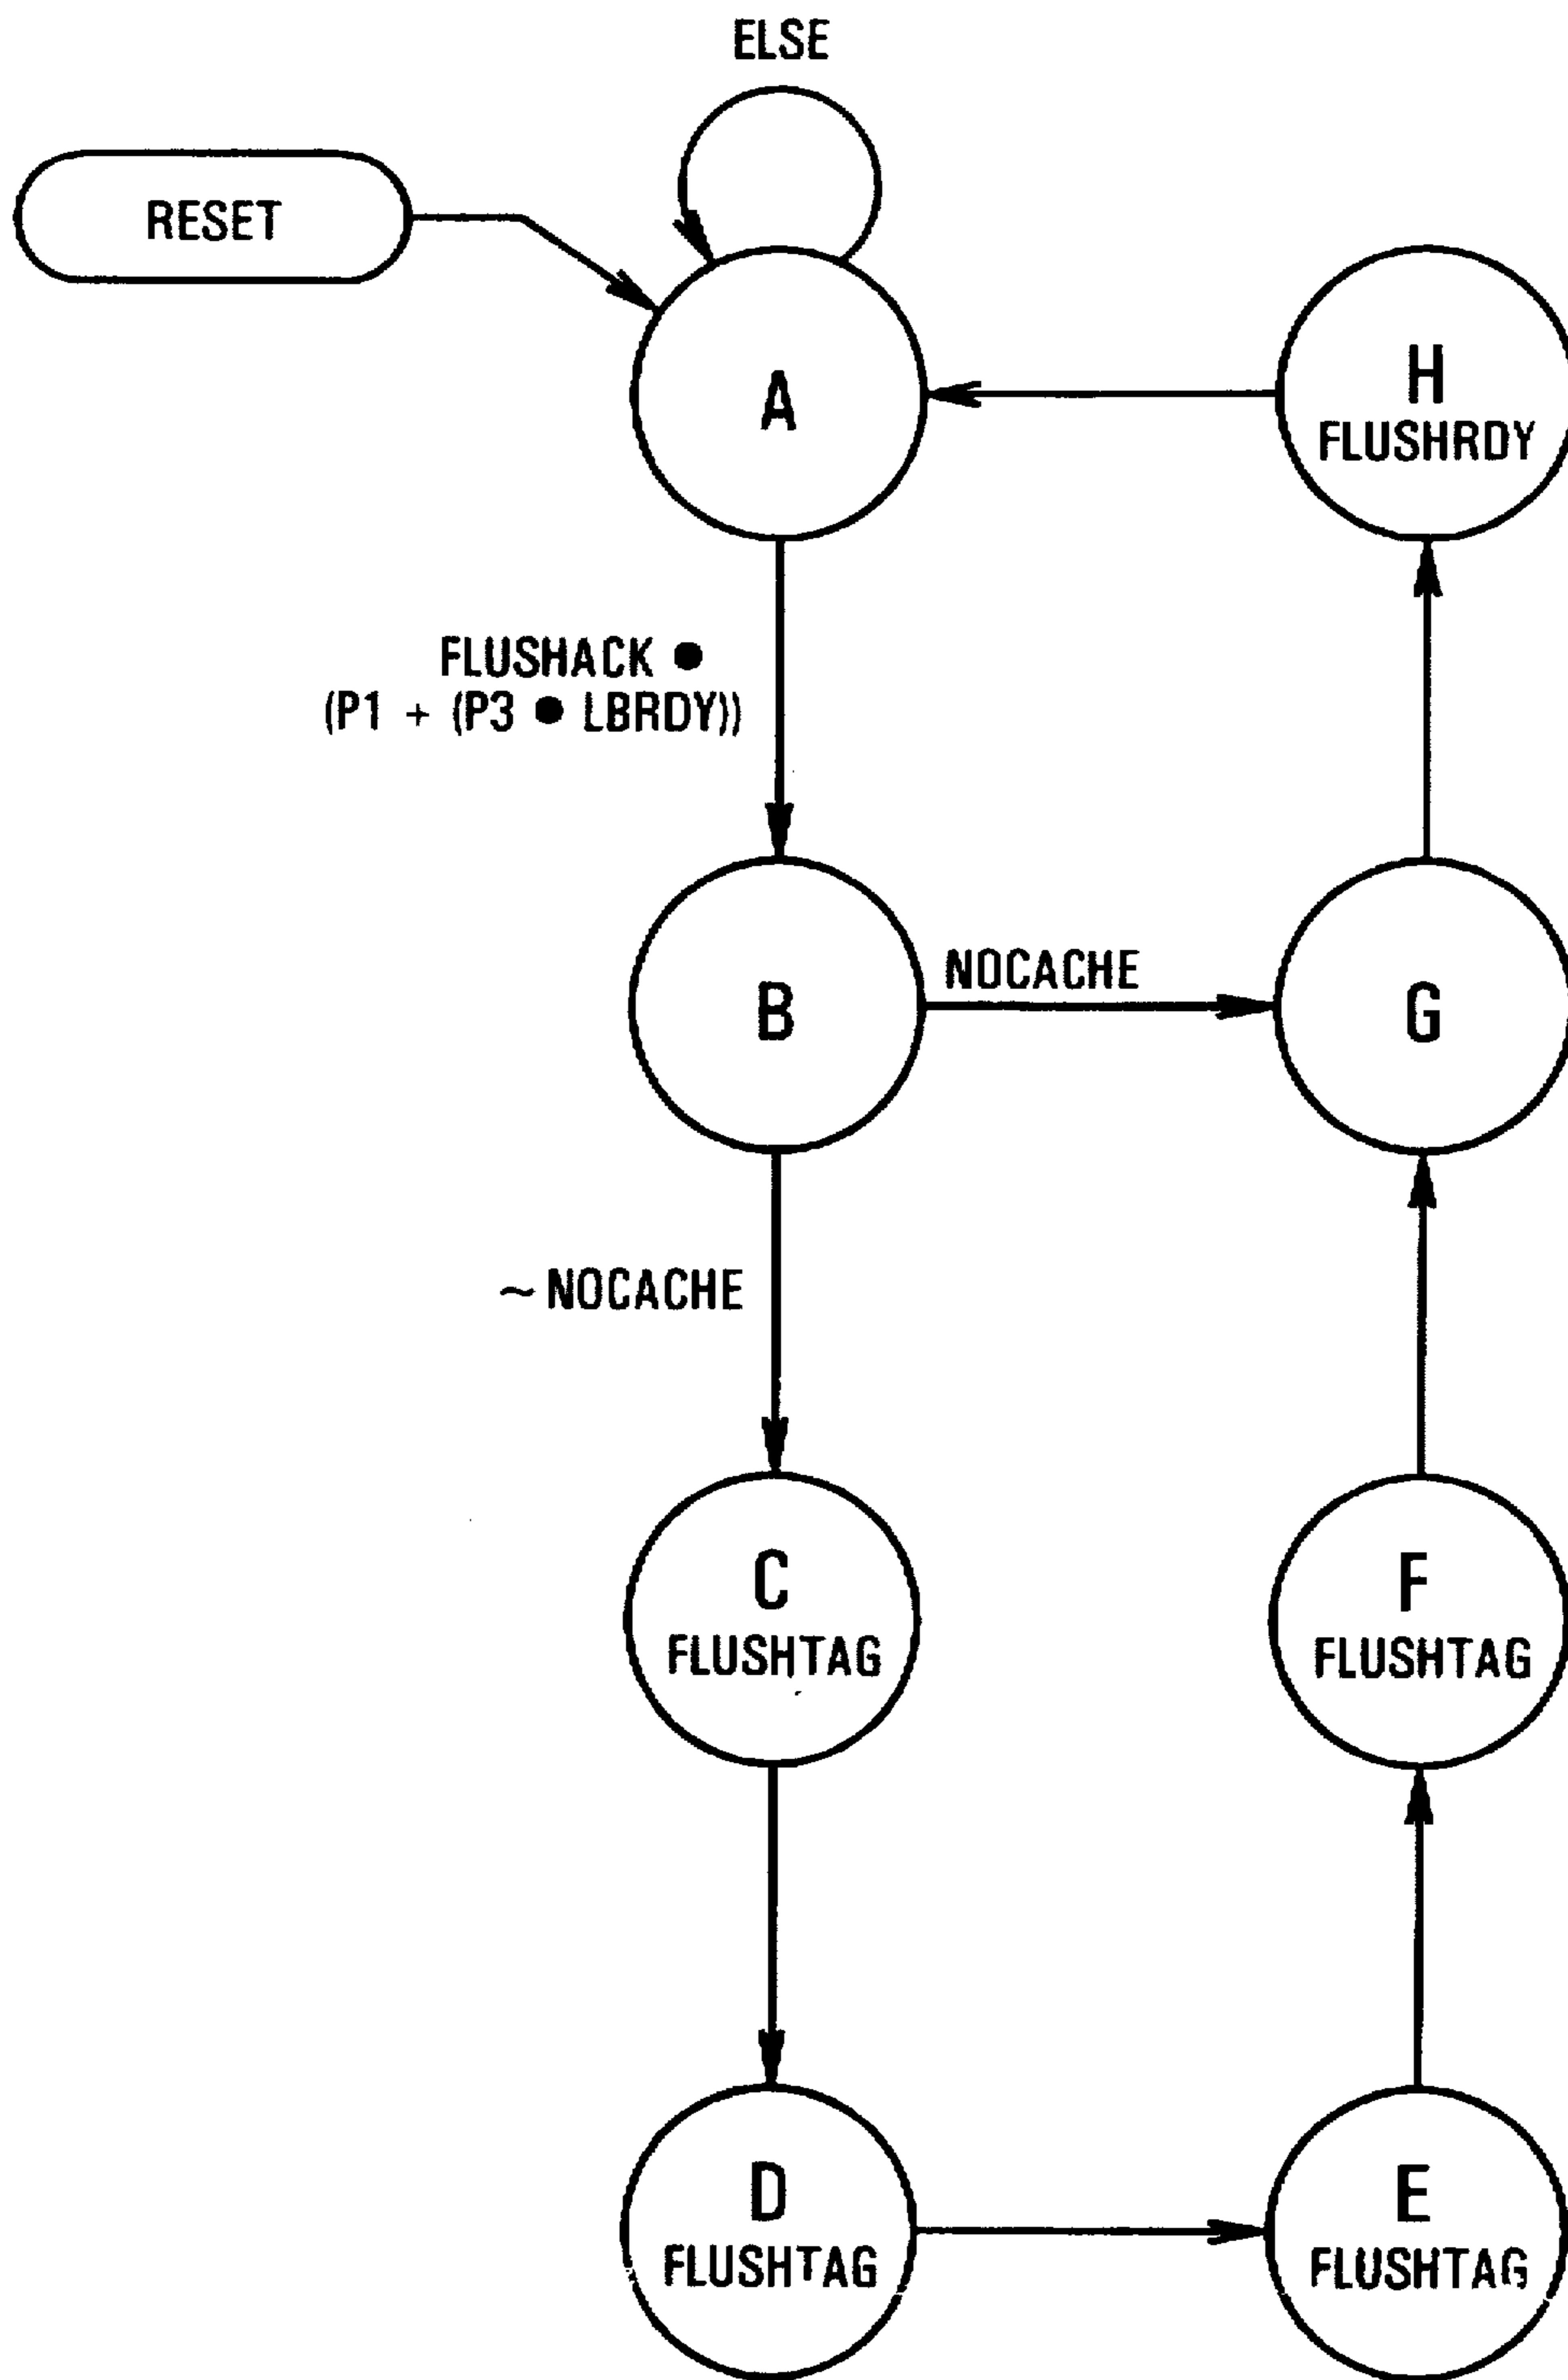 ELSE
RESET
A
H
FLUSHRDY
FLUSHACK ●
(P1 + (P3 ● LBRDY))
B
NOCACHE
G
~NOCACHE
C
FLUSHTAG
F
FLUSHTAG
D
FLUSHTAG
E
FLUSHTAG